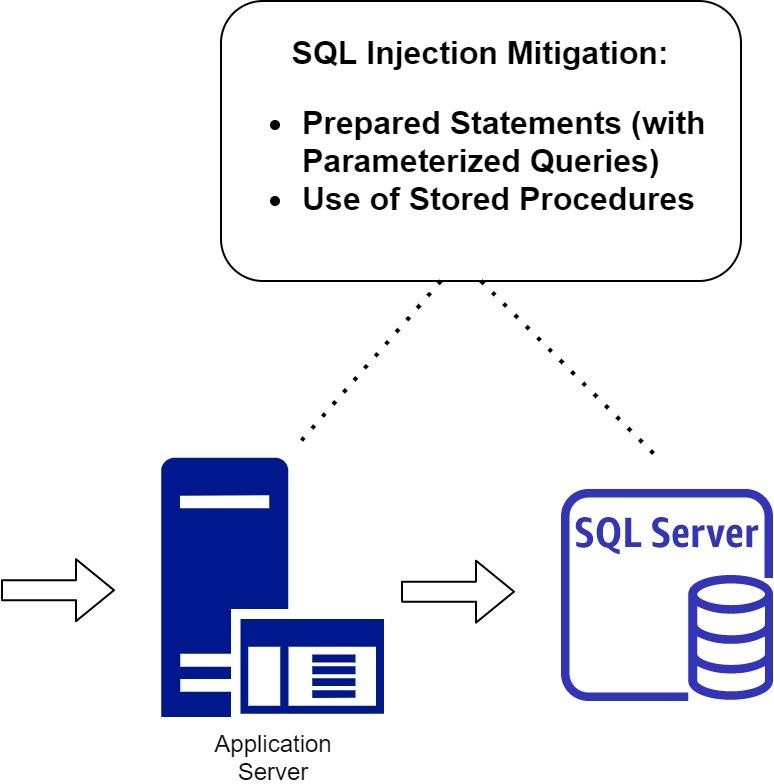 SQL Injection Mitigation:
• Prepared Statements (with
Parameterized Queries)
• Use of Stored Procedures
SQL Server
Application
Server